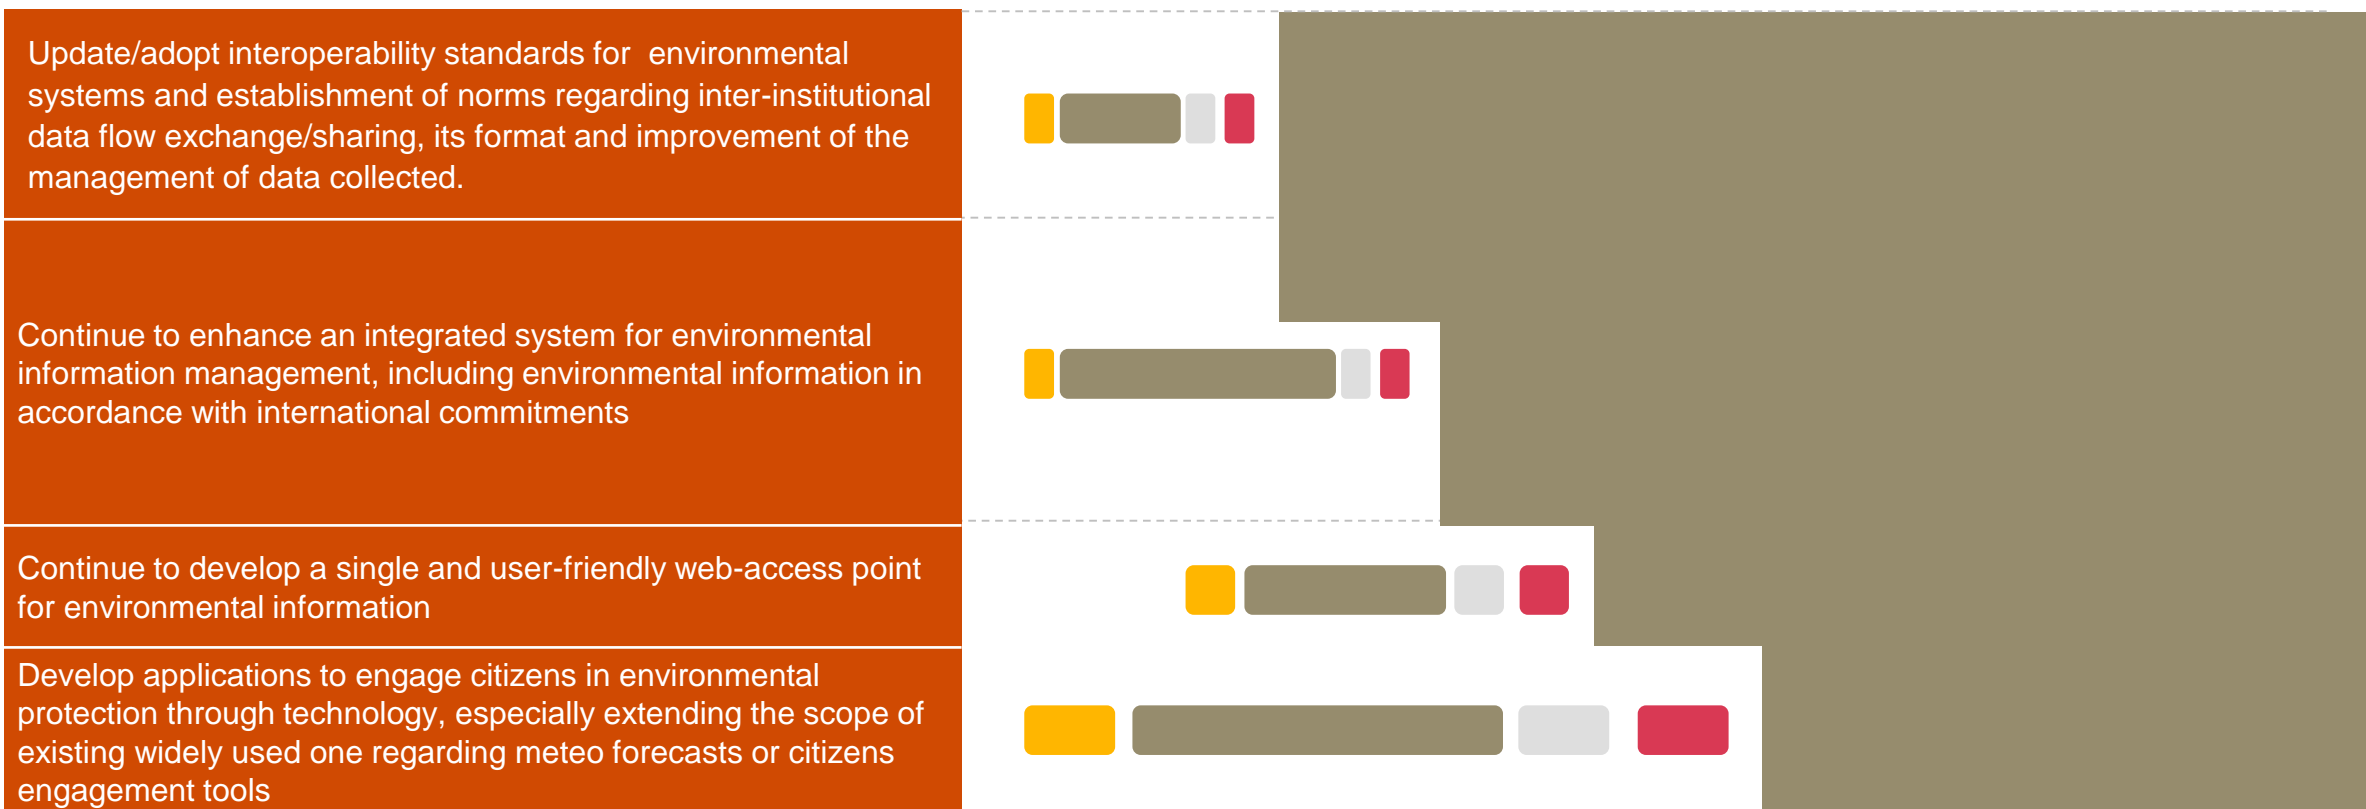 Update/adopt interoperability standards for environmental
systems and establishment of norms regarding inter-institutional
data flow exchange/sharing, its format and improvement of the
management of data collected.
Continue to enhance an integrated system for environmental
information management, including environmental information in
accordance with international commitments
Continue to develop a single and user-friendly web-access point
for environmental information
Develop applications to engage citizens in environmental
protection through technology, especially extending the scope of
existing widely used one regarding meteo forecasts or citizens
engagement tools